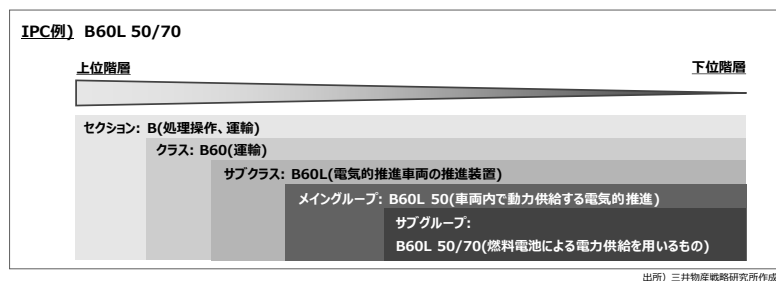 IPC例) B60L 50/70
上位階層
下位階層
セクション: B(処理操作、運輸)
クラス: B60(運輸)
サブクラス: B60L(電気的推進車両の推進装置)
メイングループ: B60L 50(車両内で動力供給する電気的推進)
サブグループ:
B60L 50/70(燃料電池による電力供給を用いるもの)
出所）三井物産戦略研究所作成